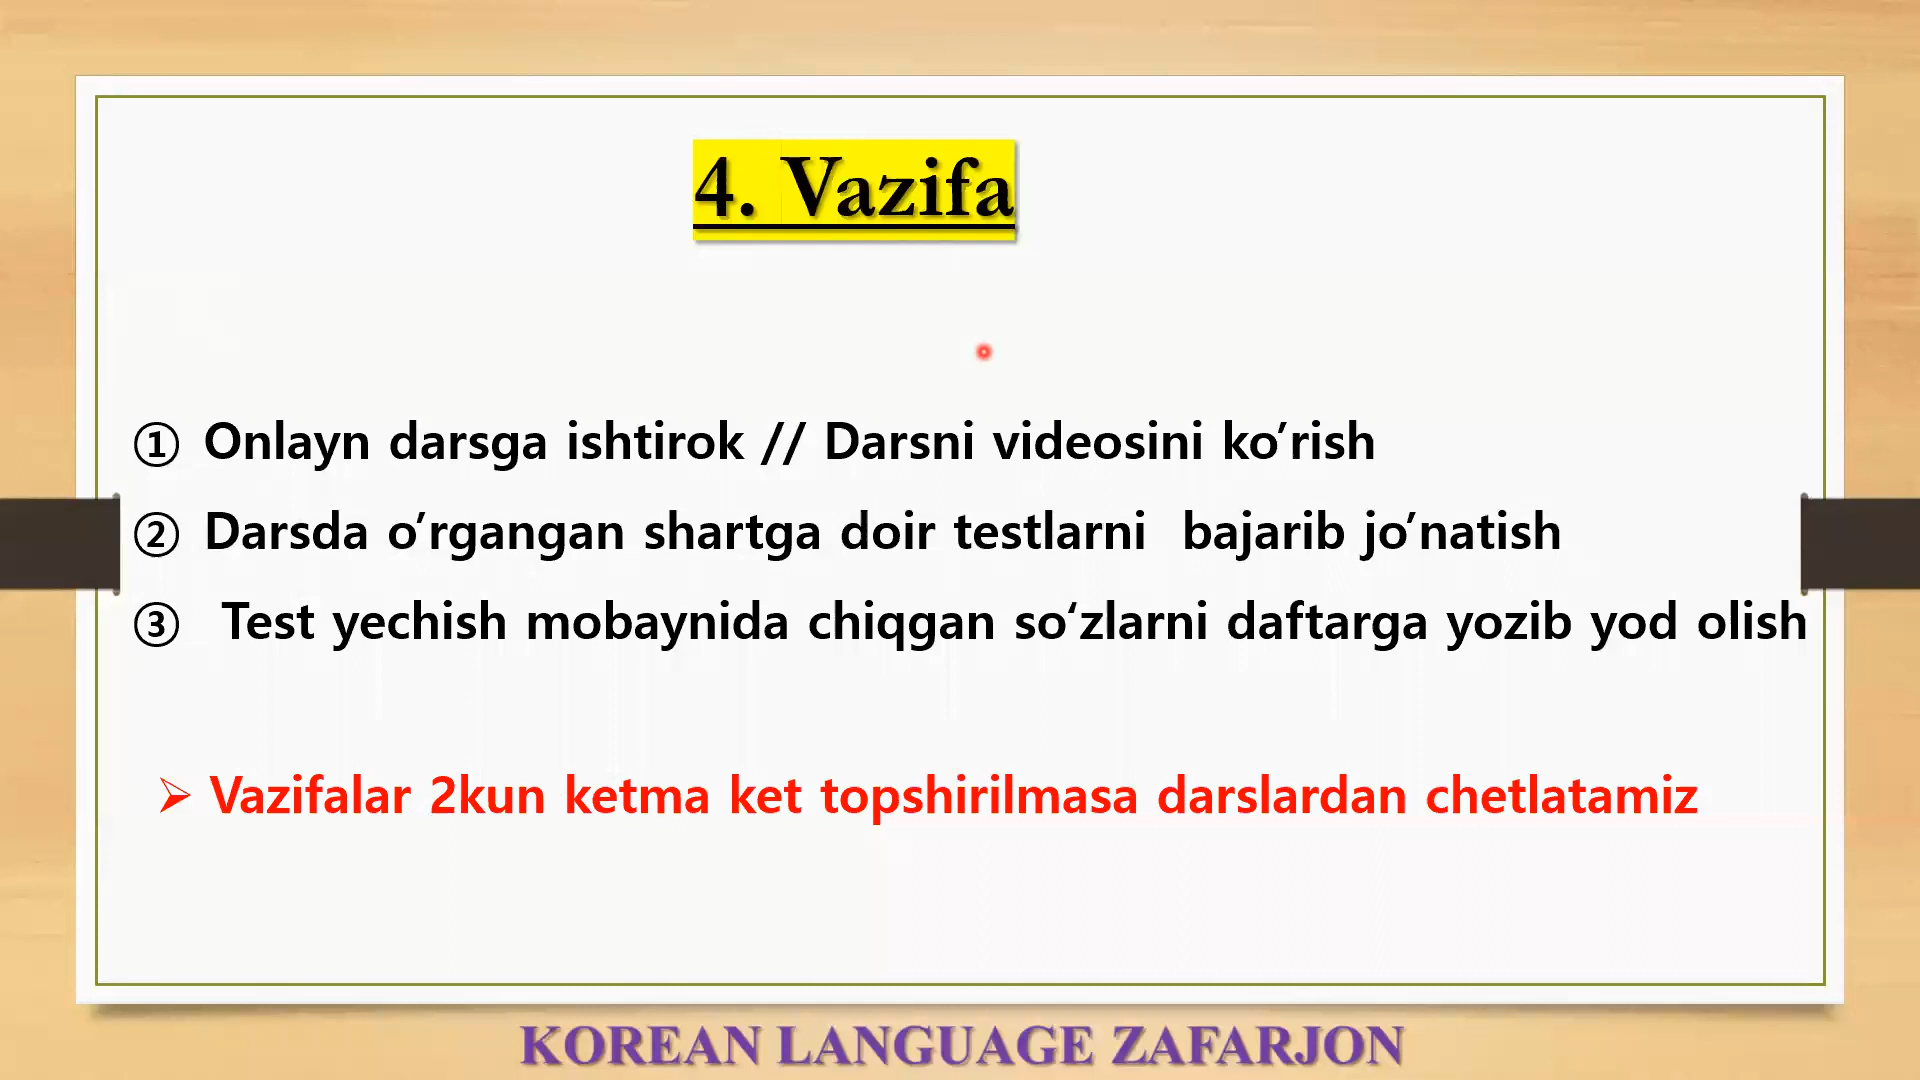 4. Vazifa
① Onlayn darsga ishtirok // Darsni videosini ko’rish
② Darsda o’rgangan shartga doir testlarni bajarib jo’natish
③ Test yechish mobaynida chiqgan so‘zlarni daftarga yozib yod olish
➢ Vazifalar 2kun ketma ket topshirilmasa darslardan chetlatamiz
KOREAN LANGUAGE ZAFARJON